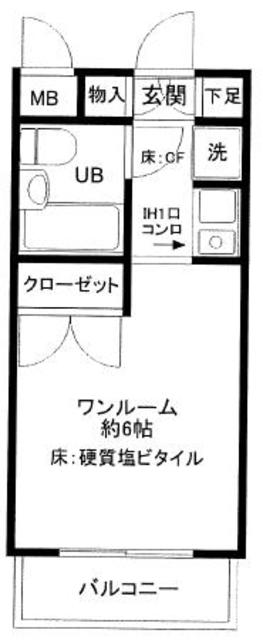 MB
物入
玄関
下足
床:CF
洗
UB
IH1口
コンロ
クローゼット
ワンルーム
約6帖
床:硬質塩ビタイル
バルコニー